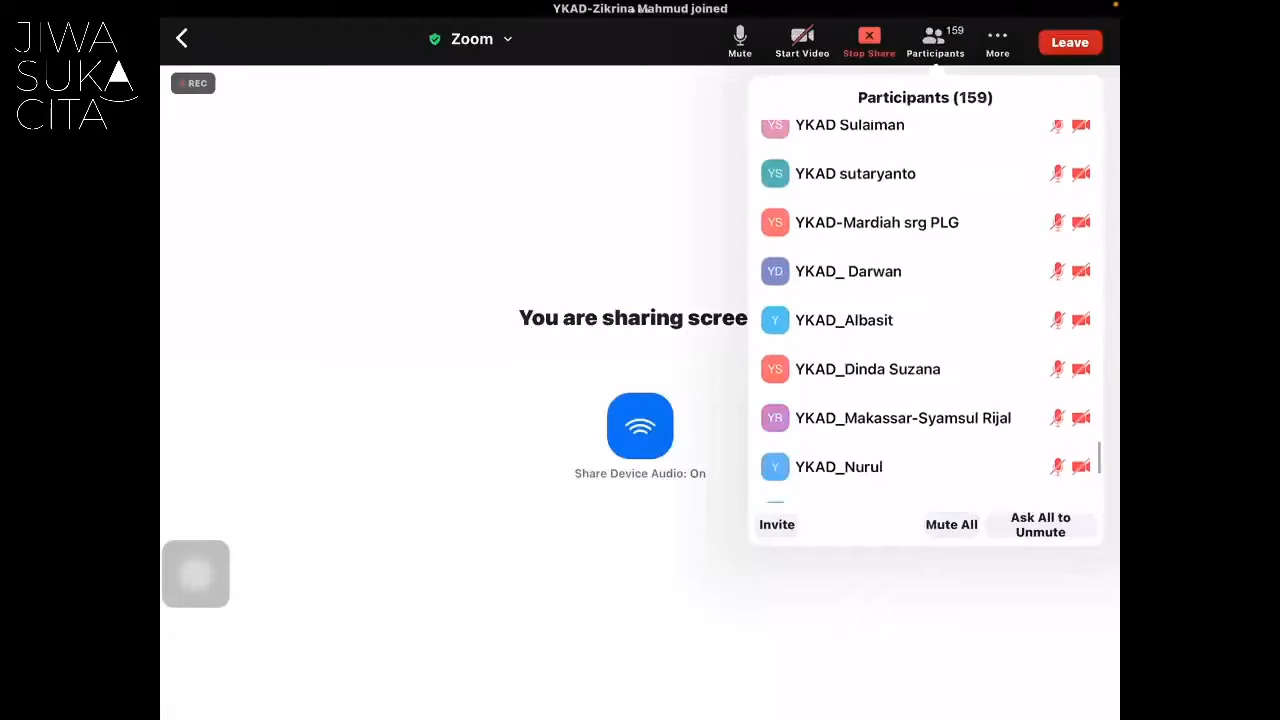 YKAD-Zikrina Mahmud joined
JIWA
SUKA
CITA
Zoom
Mute
Start Video
Stop Share
159
Participants
More
Leave
REC
Participants (159)
YS YKAD Sulaiman
YS YKAD sutaryanto
YS YKAD-Mardiah srg PLG
YD YKAD_ Darwan
Y YKAD_Albasit
YS YKAD_Dinda Suzana
YR YKAD_Makassar-Syamsul Rijal
Y YKAD_Nurul
You are sharing scree
Share Device Audio: On
Invite
Mute All
Ask All to
Unmute